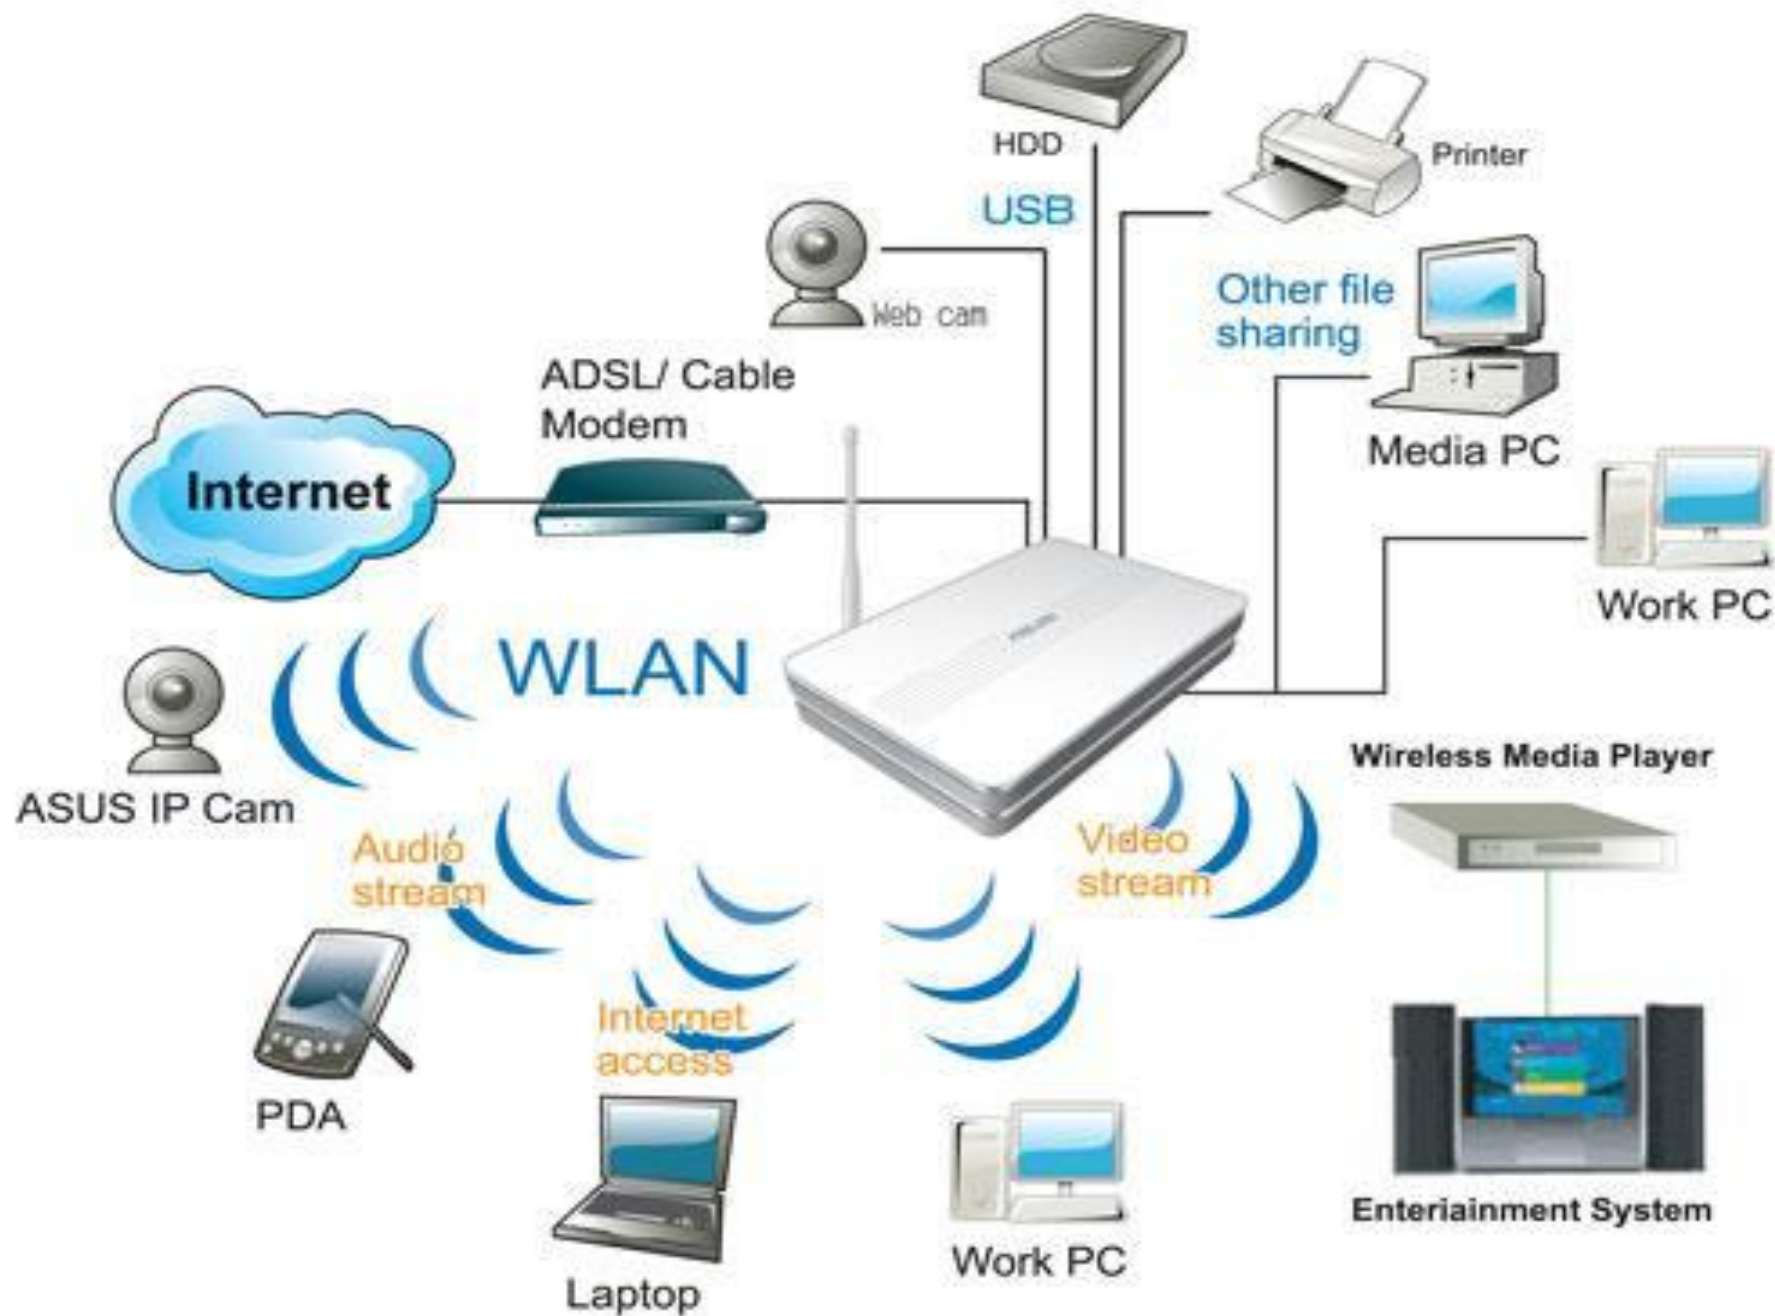 HDD
Printer
USB
Other file
sharing
Web cam
ADSL/ Cable
Modem
Media PC
Internet
Work PC
WLAN
Wireless Media Player
ASUS IP Cam
Audio
stream
Video
stream
Internet
access
PDA
Enteriainment System
Work PC
Laptop